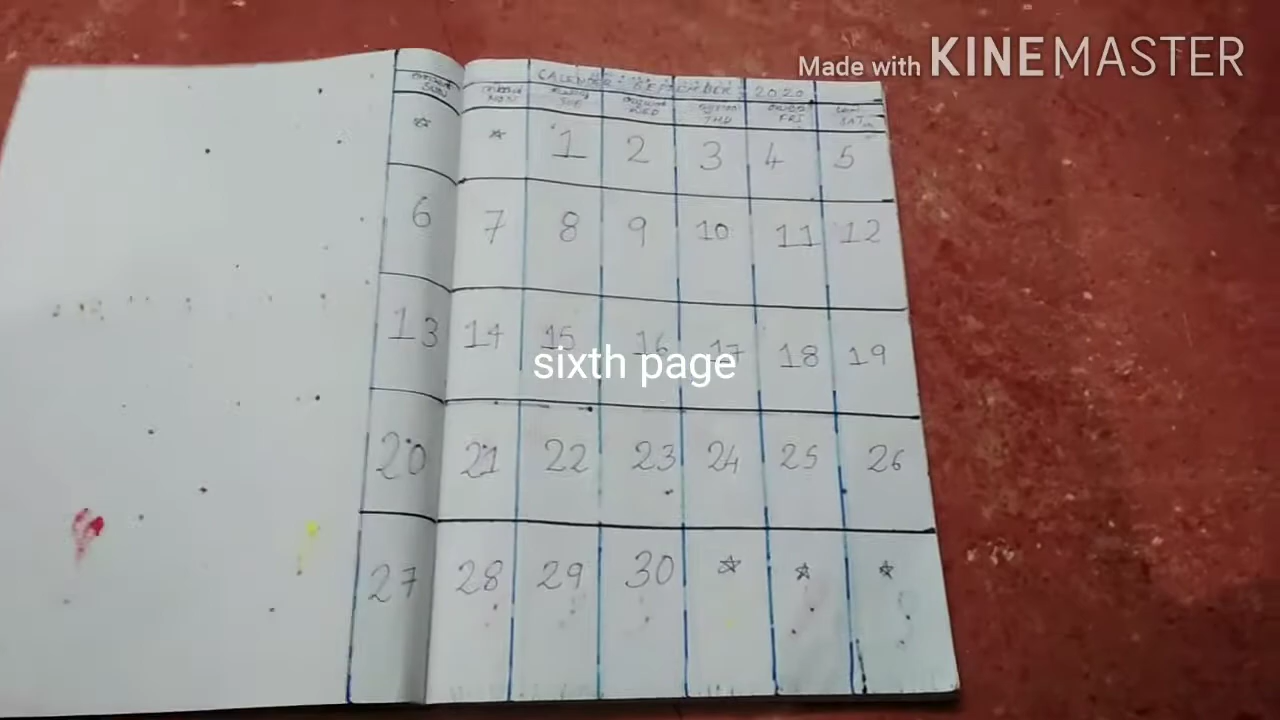 Made with KINEMASTER
CALENDER : SEPTEMBER : 2020
SUN MON TUE WED THD FRI SAT
1 2 3 4 5
6 7 8 9 10 11 12
13 14 15 16 17 18 19
sixth page
20 21 22 23 24 25 26
27 28 29 30